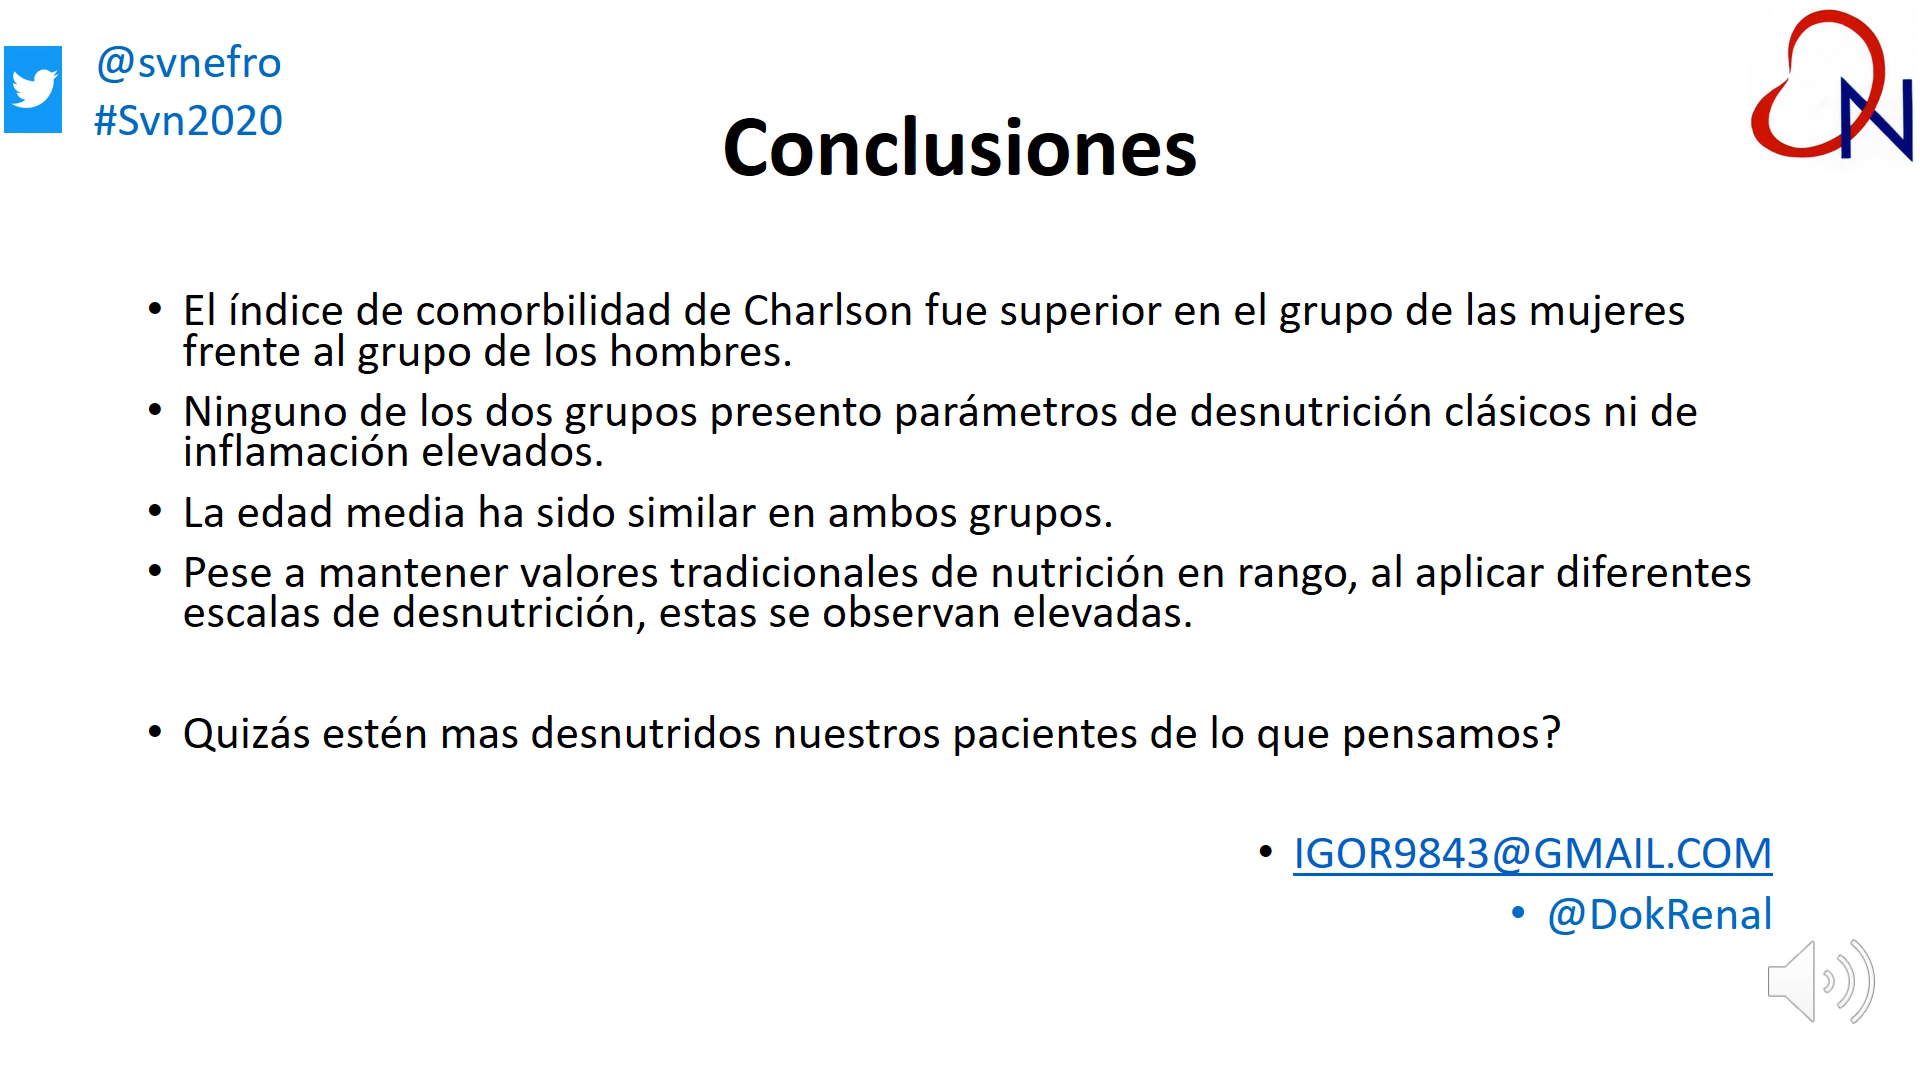 @svnefro
#Svn2020
N
Conclusiones
• El índice de comorbilidad de Charlson fue superior en el grupo de las mujeres
frente al grupo de los hombres.
• Ninguno de los dos grupos presento parámetros de desnutrición clásicos ni de
inflamación elevados.
• La edad media ha sido similar en ambos grupos.
• Pese a mantener valores tradicionales de nutrición en rango, al aplicar diferentes
escalas de desnutrición, estas se observan elevadas.
• Quizás estén mas desnutridos nuestros pacientes de lo que pensamos?
• IGOR9843@GMAIL.COM
• @DokRenal